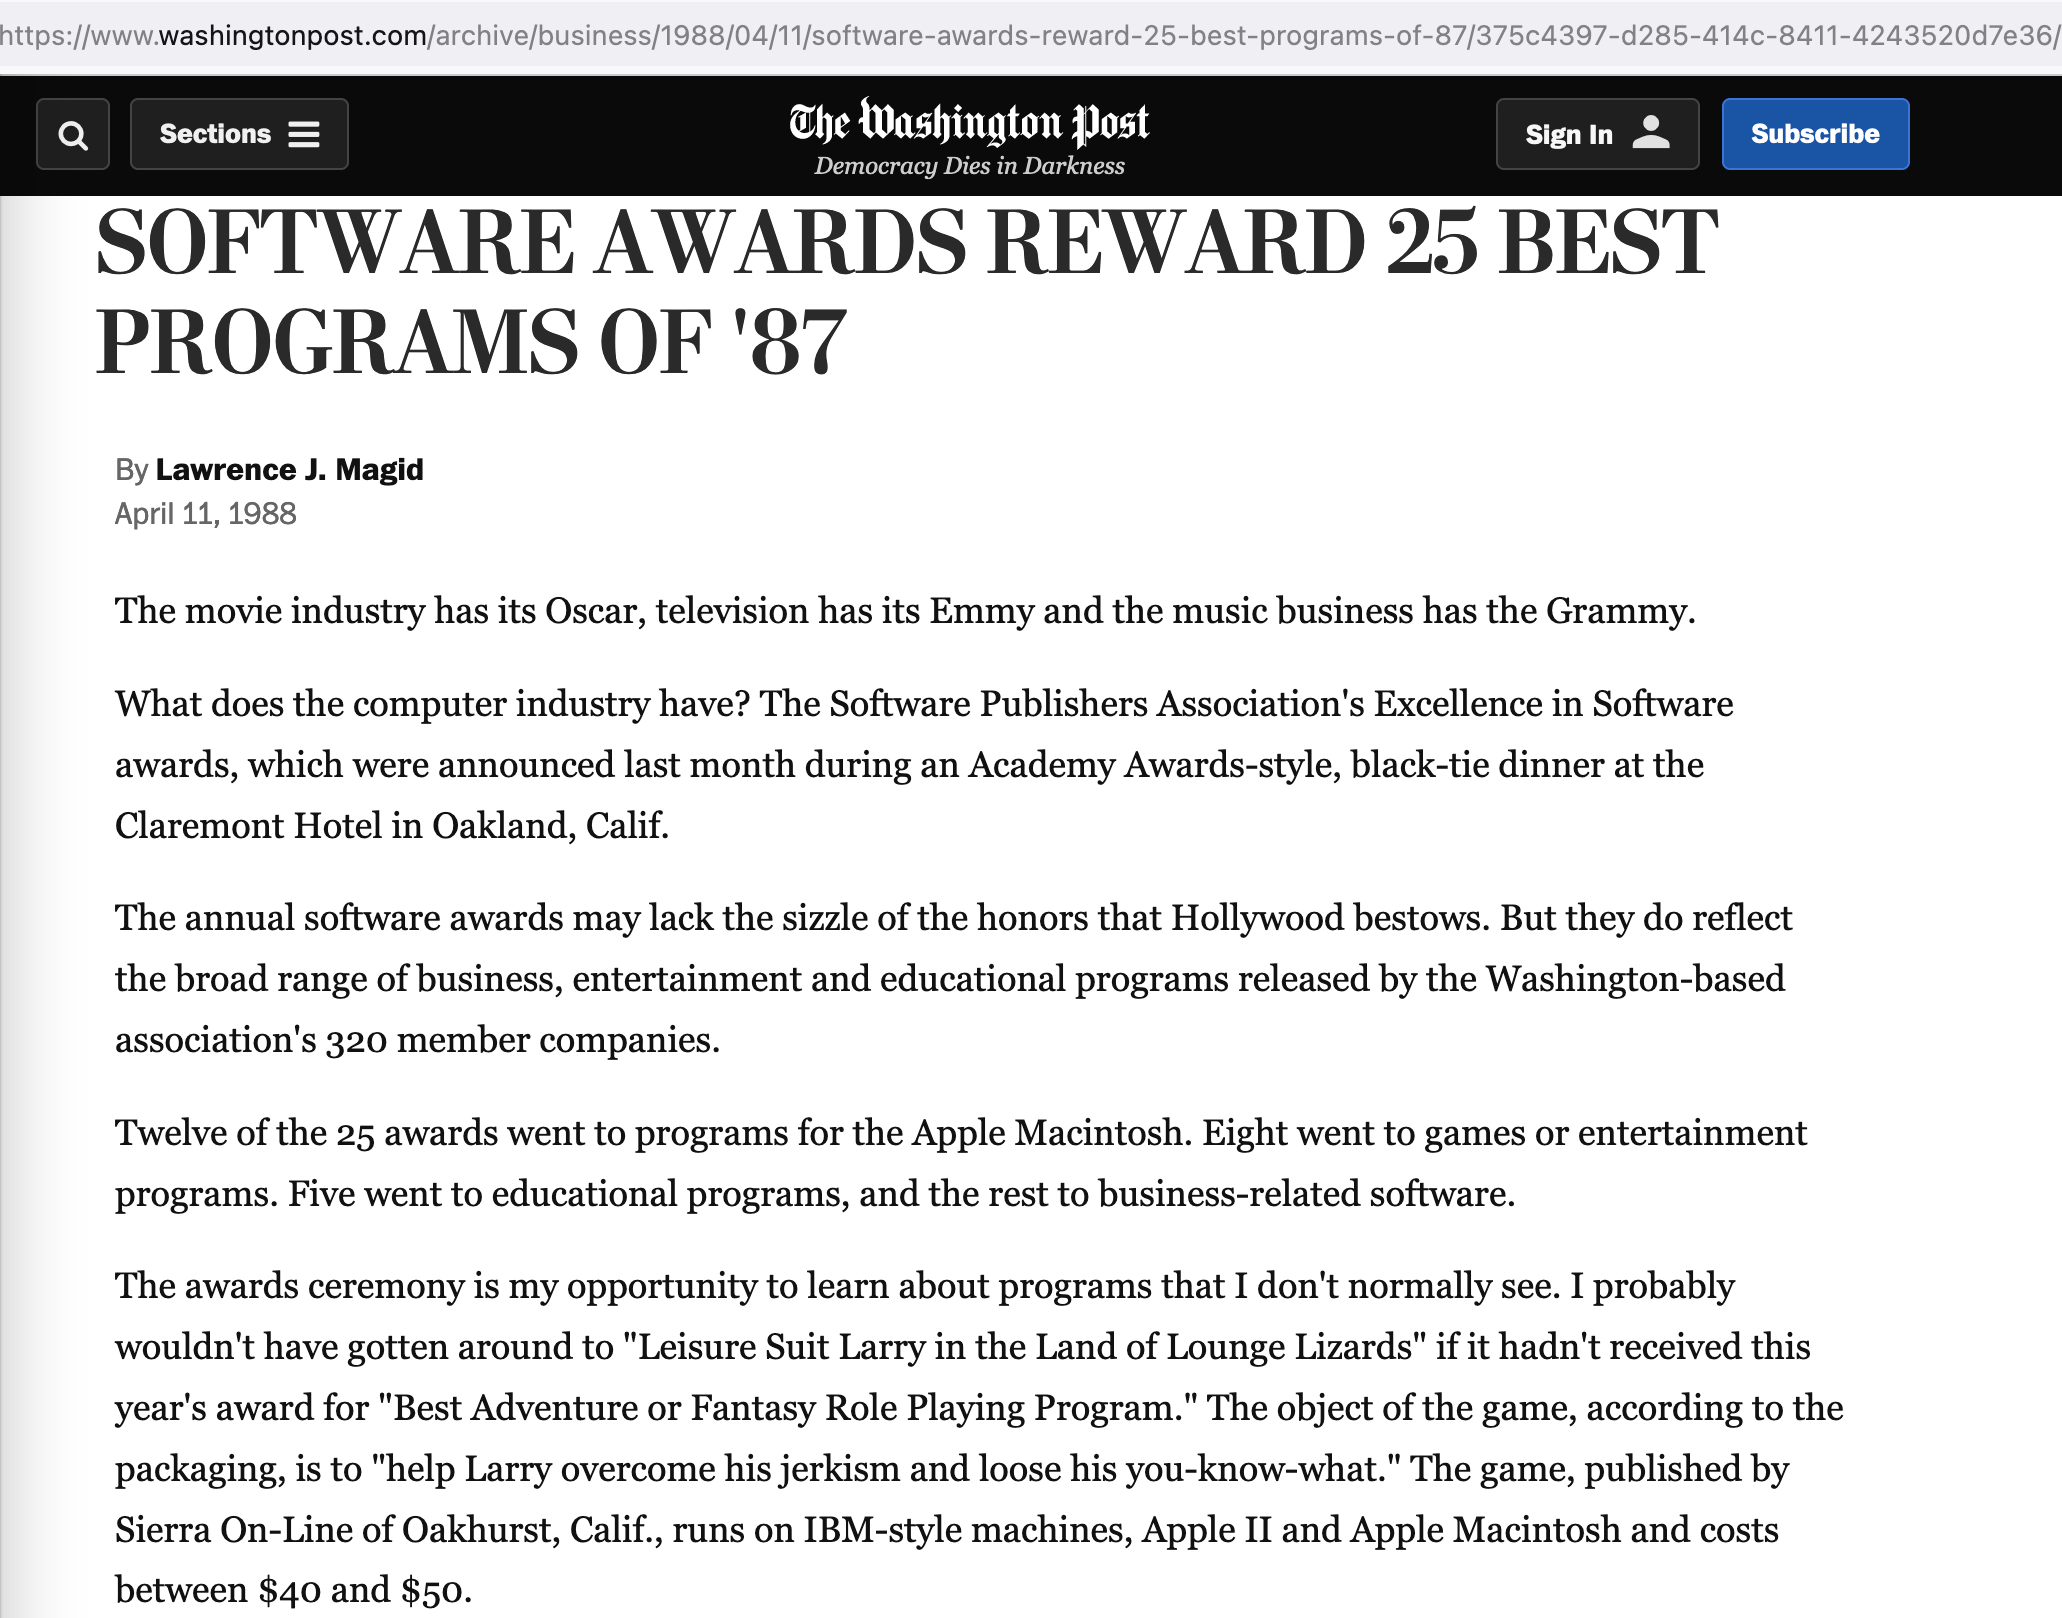 https://www.washingtonpost.com/archive/business/1988/04/11/software-awards-reward-25-best-programs-of-87/375c4397-d285-414c-8411-4243520d7e36/
Sections
The Washington Post
Democracy Dies in Darkness
Sign In
Subscribe
SOFTWARE AWARDS REWARD 25 BEST
PROGRAMS OF '87
By Lawrence J. Magid
April 11, 1988
The movie industry has its Oscar, television has its Emmy and the music business has the Grammy.
What does the computer industry have? The Software Publishers Association's Excellence in Software
awards, which were announced last month during an Academy Awards-style, black-tie dinner at the
Claremont Hotel in Oakland, Calif.
The annual software awards may lack the sizzle of the honors that Hollywood bestows. But they do reflect
the broad range of business, entertainment and educational programs released by the Washington-based
association's 320 member companies.
Twelve of the 25 awards went to programs for the Apple Macintosh. Eight went to games or entertainment
programs. Five went to educational programs, and the rest to business-related software.
The awards ceremony is my opportunity to learn about programs that I don't normally see. I probably
wouldn't have gotten around to "Leisure Suit Larry in the Land of Lounge Lizards" if it hadn't received this
year's award for "Best Adventure or Fantasy Role Playing Program." The object of the game, according to the
packaging, is to "help Larry overcome his jerkism and loose his you-know-what." The game, published by
Sierra On-Line of Oakhurst, Calif., runs on IBM-style machines, Apple II and Apple Macintosh and costs
between $40 and $50.